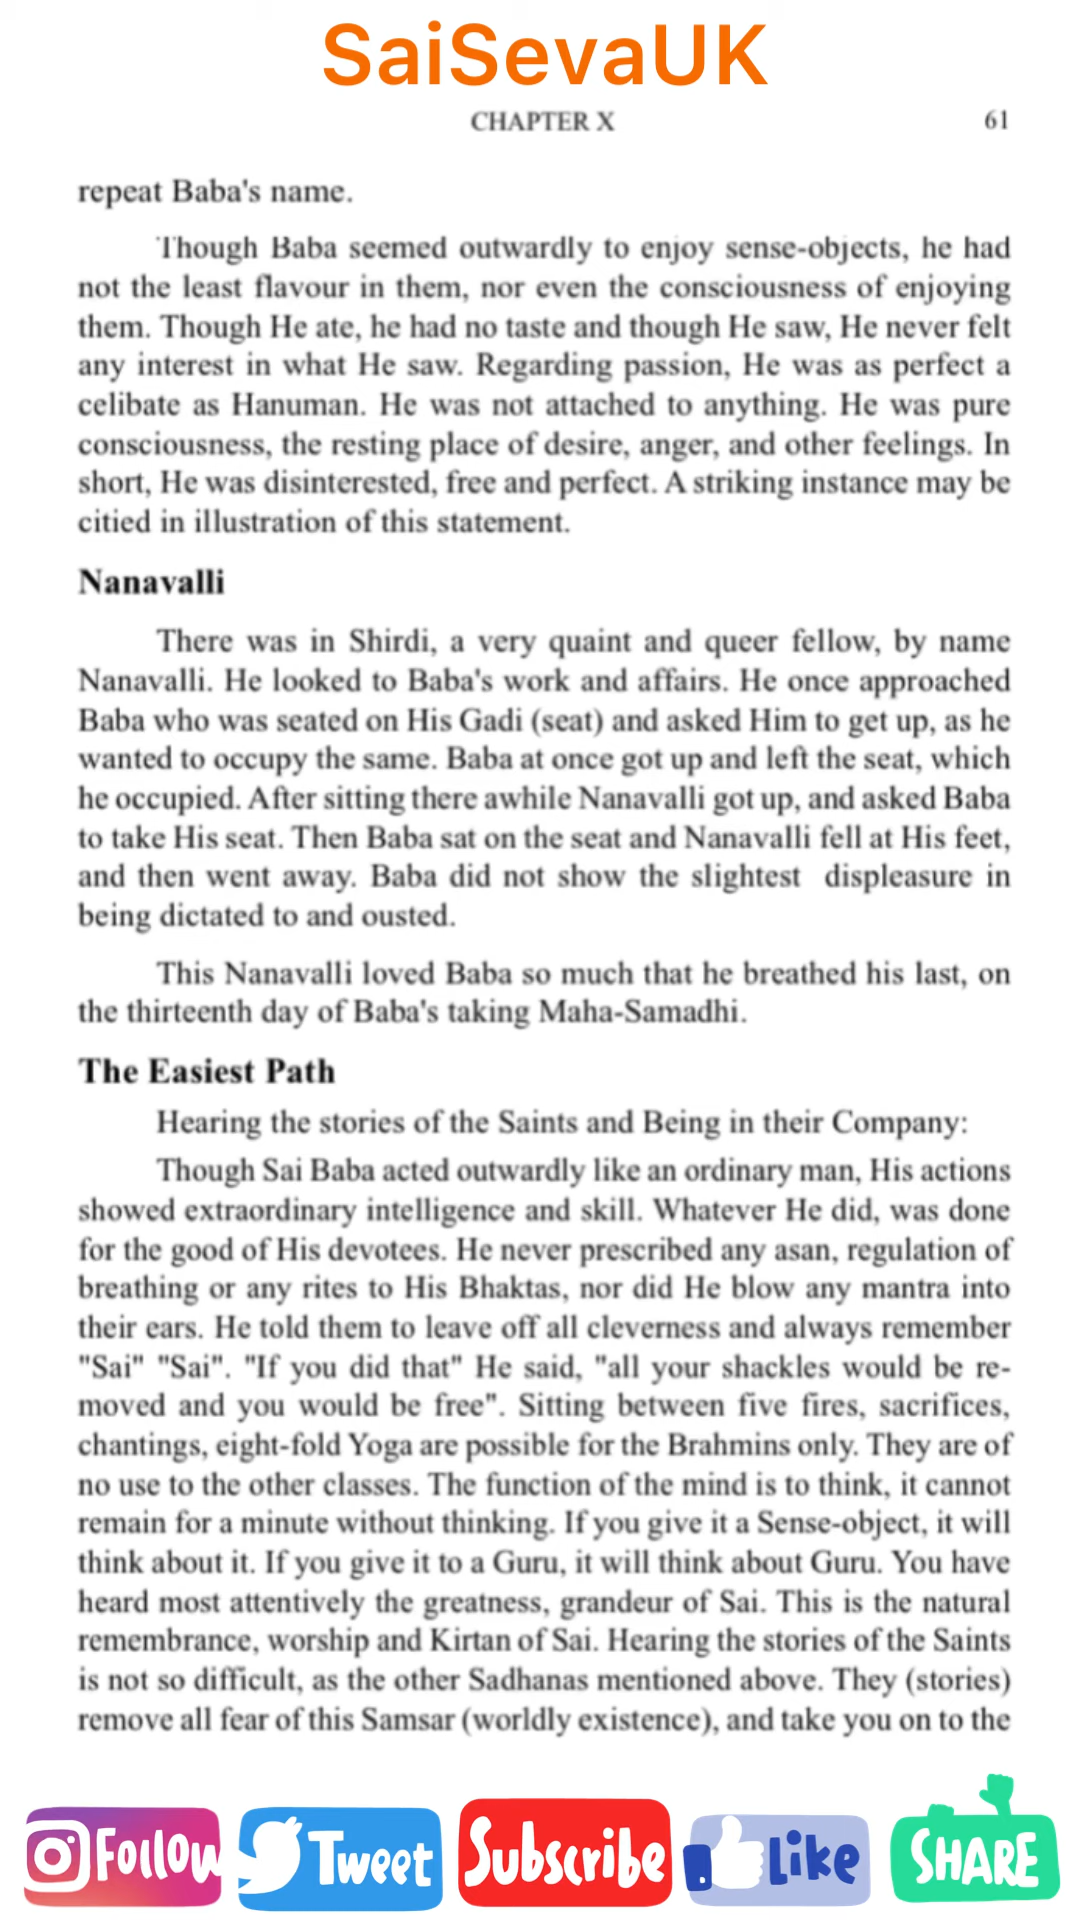 SaiSevaUK
CHAPTER X 61
repeat Baba's name.
Though Baba seemed outwardly to enjoy sense-objects, he had
not the least flavour in them, nor even the consciousness of enjoying
them. Though He ate, he had no taste and though He saw, He never felt
any interest in what He saw. Regarding passion, He was as perfect a
celibate as Hanuman. He was not attached to anything. He was pure
consciousness, the resting place of desire, anger, and other feelings. In
short, He was disinterested, free and perfect. A striking instance may be
citied in illustration of this statement.
Nanavalli
There was in Shirdi, a very quaint and queer fellow, by name
Nanavalli. He looked to Baba's work and affairs. He once approached
Baba who was seated on His Gadi (seat) and asked Him to get up, as he
wanted to occupy the same. Baba at once got up and left the seat, which
he occupied. After sitting there awhile Nanavalli got up, and asked Baba
to take His seat. Then Baba sat on the seat and Nanavalli fell at His feet,
and then went away. Baba did not show the slightest displeasure in
being dictated to and ousted.
This Nanavalli loved Baba so much that he breathed his last, on
the thirteenth day of Baba's taking Maha-Samadhi.
The Easiest Path
Hearing the stories of the Saints and Being in their Company:
Though Sai Baba acted outwardly like an ordinary man, His actions
showed extraordinary intelligence and skill. Whatever He did, was done
for the good of His devotees. He never prescribed any asan, regulation of
breathing or any rites to His Bhaktas, nor did He blow any mantra into
their ears. He told them to leave off all cleverness and always remember
"Sai" "Sai". "If you did that" He said, "all your shackles would be re-
moved and you would be free". Sitting between five fires, sacrifices,
chantings, eight-fold Yoga are possible for the Brahmins only. They are of
no use to the other classes. The function of the mind is to think, it cannot
remain for a minute without thinking. If you give it a Sense-object, it will
think about it. If you give it to a Guru, it will think about Guru. You have
heard most attentively the greatness, grandeur of Sai. This is the natural
remembrance, worship and Kirtan of Sai. Hearing the stories of the Saints
is not so difficult, as the other Sadhanas mentioned above. They (stories)
remove all fear of this Samsar (worldly existence), and take you on to the
Follow Tweet Subscribe Like SHARE